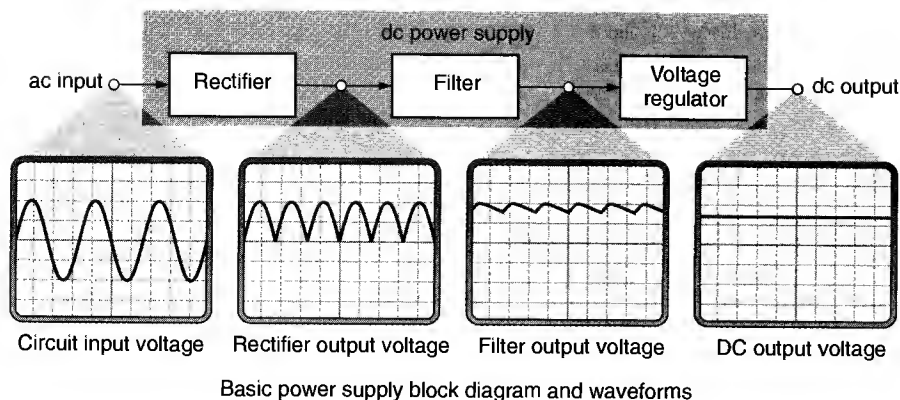 dc power supply
ac input
Rectifier
Filter
Voltage
regulator
dc output
Circuit input voltage
Rectifier output voltage
Filter output voltage
DC output voltage
Basic power supply block diagram and waveforms